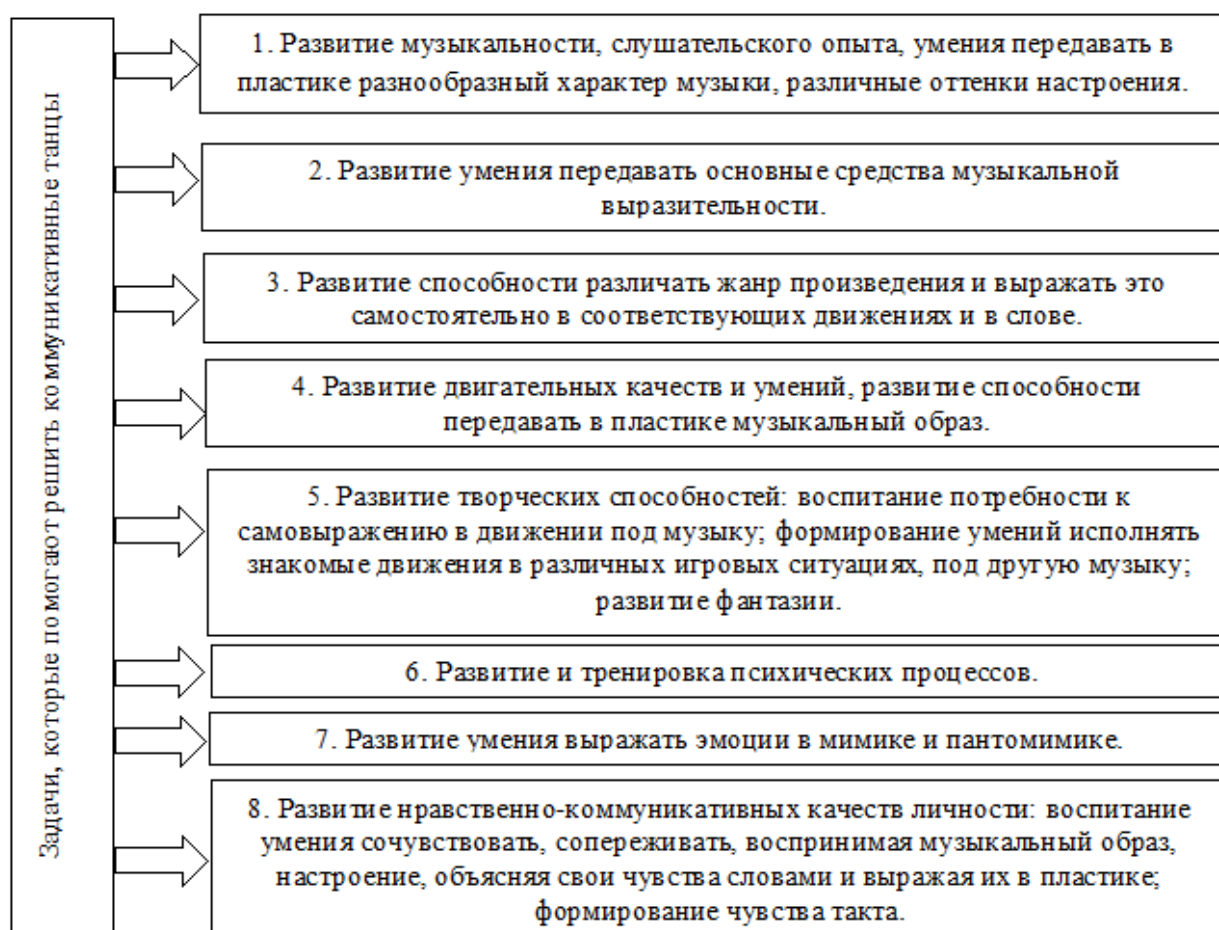 Задачи, которые помогают решить коммуникативные танцы
1. Развитие музыкальности, слушательского опыта, умения передавать в
пластике разнообразный характер музыки, различные оттенки настроения.
2. Развитие умения передавать основные средства музыкальной
выразительности.
3. Развитие способности различать жанр произведения и выражать это
самостоятельно в соответствующих движениях и в слове.
4. Развитие двигательных качеств и умений, развитие способности
передавать в пластике музыкальный образ.
5. Развитие творческих способностей: воспитание потребности к
самовыражению в движении под музыку; формирование умений исполнять
знакомые движения в различных игровых ситуациях, под другую музыку;
развитие фантазии.
6. Развитие и тренировка психических процессов.
7. Развитие умения выражать эмоции в мимике и пантомимике.
8. Развитие нравственно-коммуникативных качеств личности: воспитание
умения сочувствовать, сопереживать, воспринимая музыкальный образ,
настроение, объясняя свои чувства словами и выражая их в пластике;
формирование чувства такта.